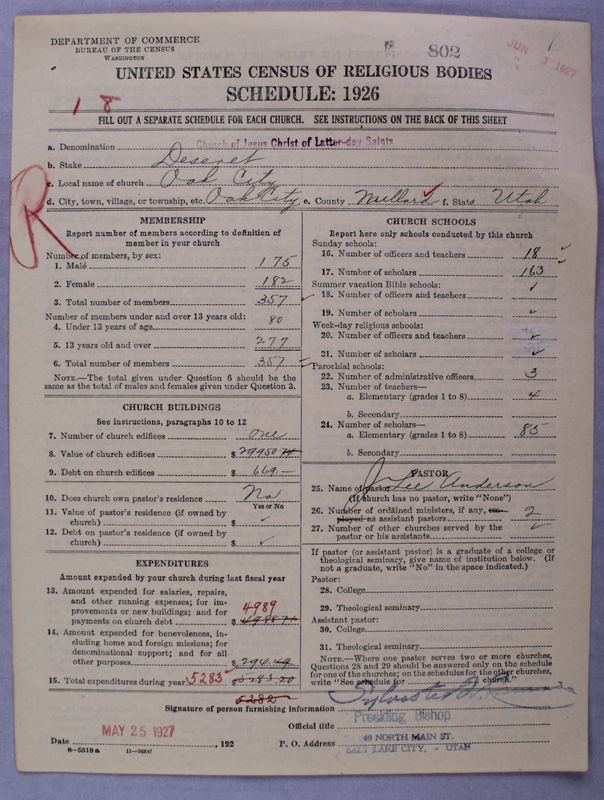 DEPARTMENT OF COMMERCE
BUREAU OF THE CENSUS
WASHINGTON
802
JUN 2 1927
1
UNITED STATES CENSUS OF RELIGIOUS BODIES
SCHEDULE: 1926
1 8
FILL OUT A SEPARATE SCHEDULE FOR EACH CHURCH. SEE INSTRUCTIONS ON THE BACK OF THIS SHEET
a. Denomination Church of Jesus Christ of Latter-day Saints
b. Stake Deseret
c. Local name of church Oak City
d. City, town, village, or township, etc. Oak City e. County Millard f. State Utah
R
MEMBERSHIP
Report number of members according to definition of
member in your church
Number of members, by sex:
1. Male 175
2. Female 182
3. Total number of members 357
Number of members under and over 13 years old:
4. Under 13 years of age 80
5. 13 years old and over 277
6. Total number of members 357
NOTE.—The total given under Question 6 should be the
same as the total of males and females given under Question 3.
CHURCH BUILDINGS
See instructions, paragraphs 10 to 12
7. Number of church edifices one
8. Value of church edifices $ 29950
9. Debt on church edifices $ 669.—
10. Does church own pastor's residence No
Yes or No
11. Value of pastor's residence (if owned by
church) $ ✓
12. Debt on pastor's residence (if owned by
church) $ ✓
EXPENDITURES
Amount expended by your church during last fiscal year
13. Amount expended for salaries, repairs,
and other running expenses; for im-
provements or new buildings; and for
payments on church debt $ 4988 71 4989
14. Amount expended for benevolences, in-
cluding home and foreign missions; for
denominational support; and for all
other purposes $ 294.49
15. Total expenditures during year 5283 $ 5283.20
5282
CHURCH SCHOOLS
Report here only schools conducted by this church
Sunday schools:
16. Number of officers and teachers 18 ✓
17. Number of scholars 163 ✓
Summer vacation Bible schools:
18. Number of officers and teachers ✓
19. Number of scholars ✓
Week-day religious schools:
20. Number of officers and teachers ✓
21. Number of scholars ✓
Parochial schools:
22. Number of administrative officers 3
23. Number of teachers—
a. Elementary (grades 1 to 8) 4
b. Secondary
24. Number of scholars—
a. Elementary (grades 1 to 8) 85
b. Secondary
PASTOR
25. Name of pastor J Lee Anderson
(If church has no pastor, write "None")
26. Number of ordained ministers, if any, em-
ployed as assistant pastors 2
27. Number of other churches served by the
pastor or his assistants ✓
If pastor (or assistant pastor) is a graduate of a college or
theological seminary, give name of institution below. (If
not a graduate, write "No" in the space indicated.)
Pastor:
28. College
29. Theological seminary
Assistant pastor:
30. College
31. Theological seminary
NOTE.—Where one pastor serves two or more churches,
Questions 28 and 29 should be answered only on the schedule
for one of the churches; on the schedules for the other churches,
write "See schedule for church."
Signature of person furnishing information Sylvester Q. Cannon
Official title Presiding Bishop
Date MAY 25 1927, 192 P. O. Address 40 NORTH MAIN ST.
SALT LAKE CITY, - UTAH
8-5518a